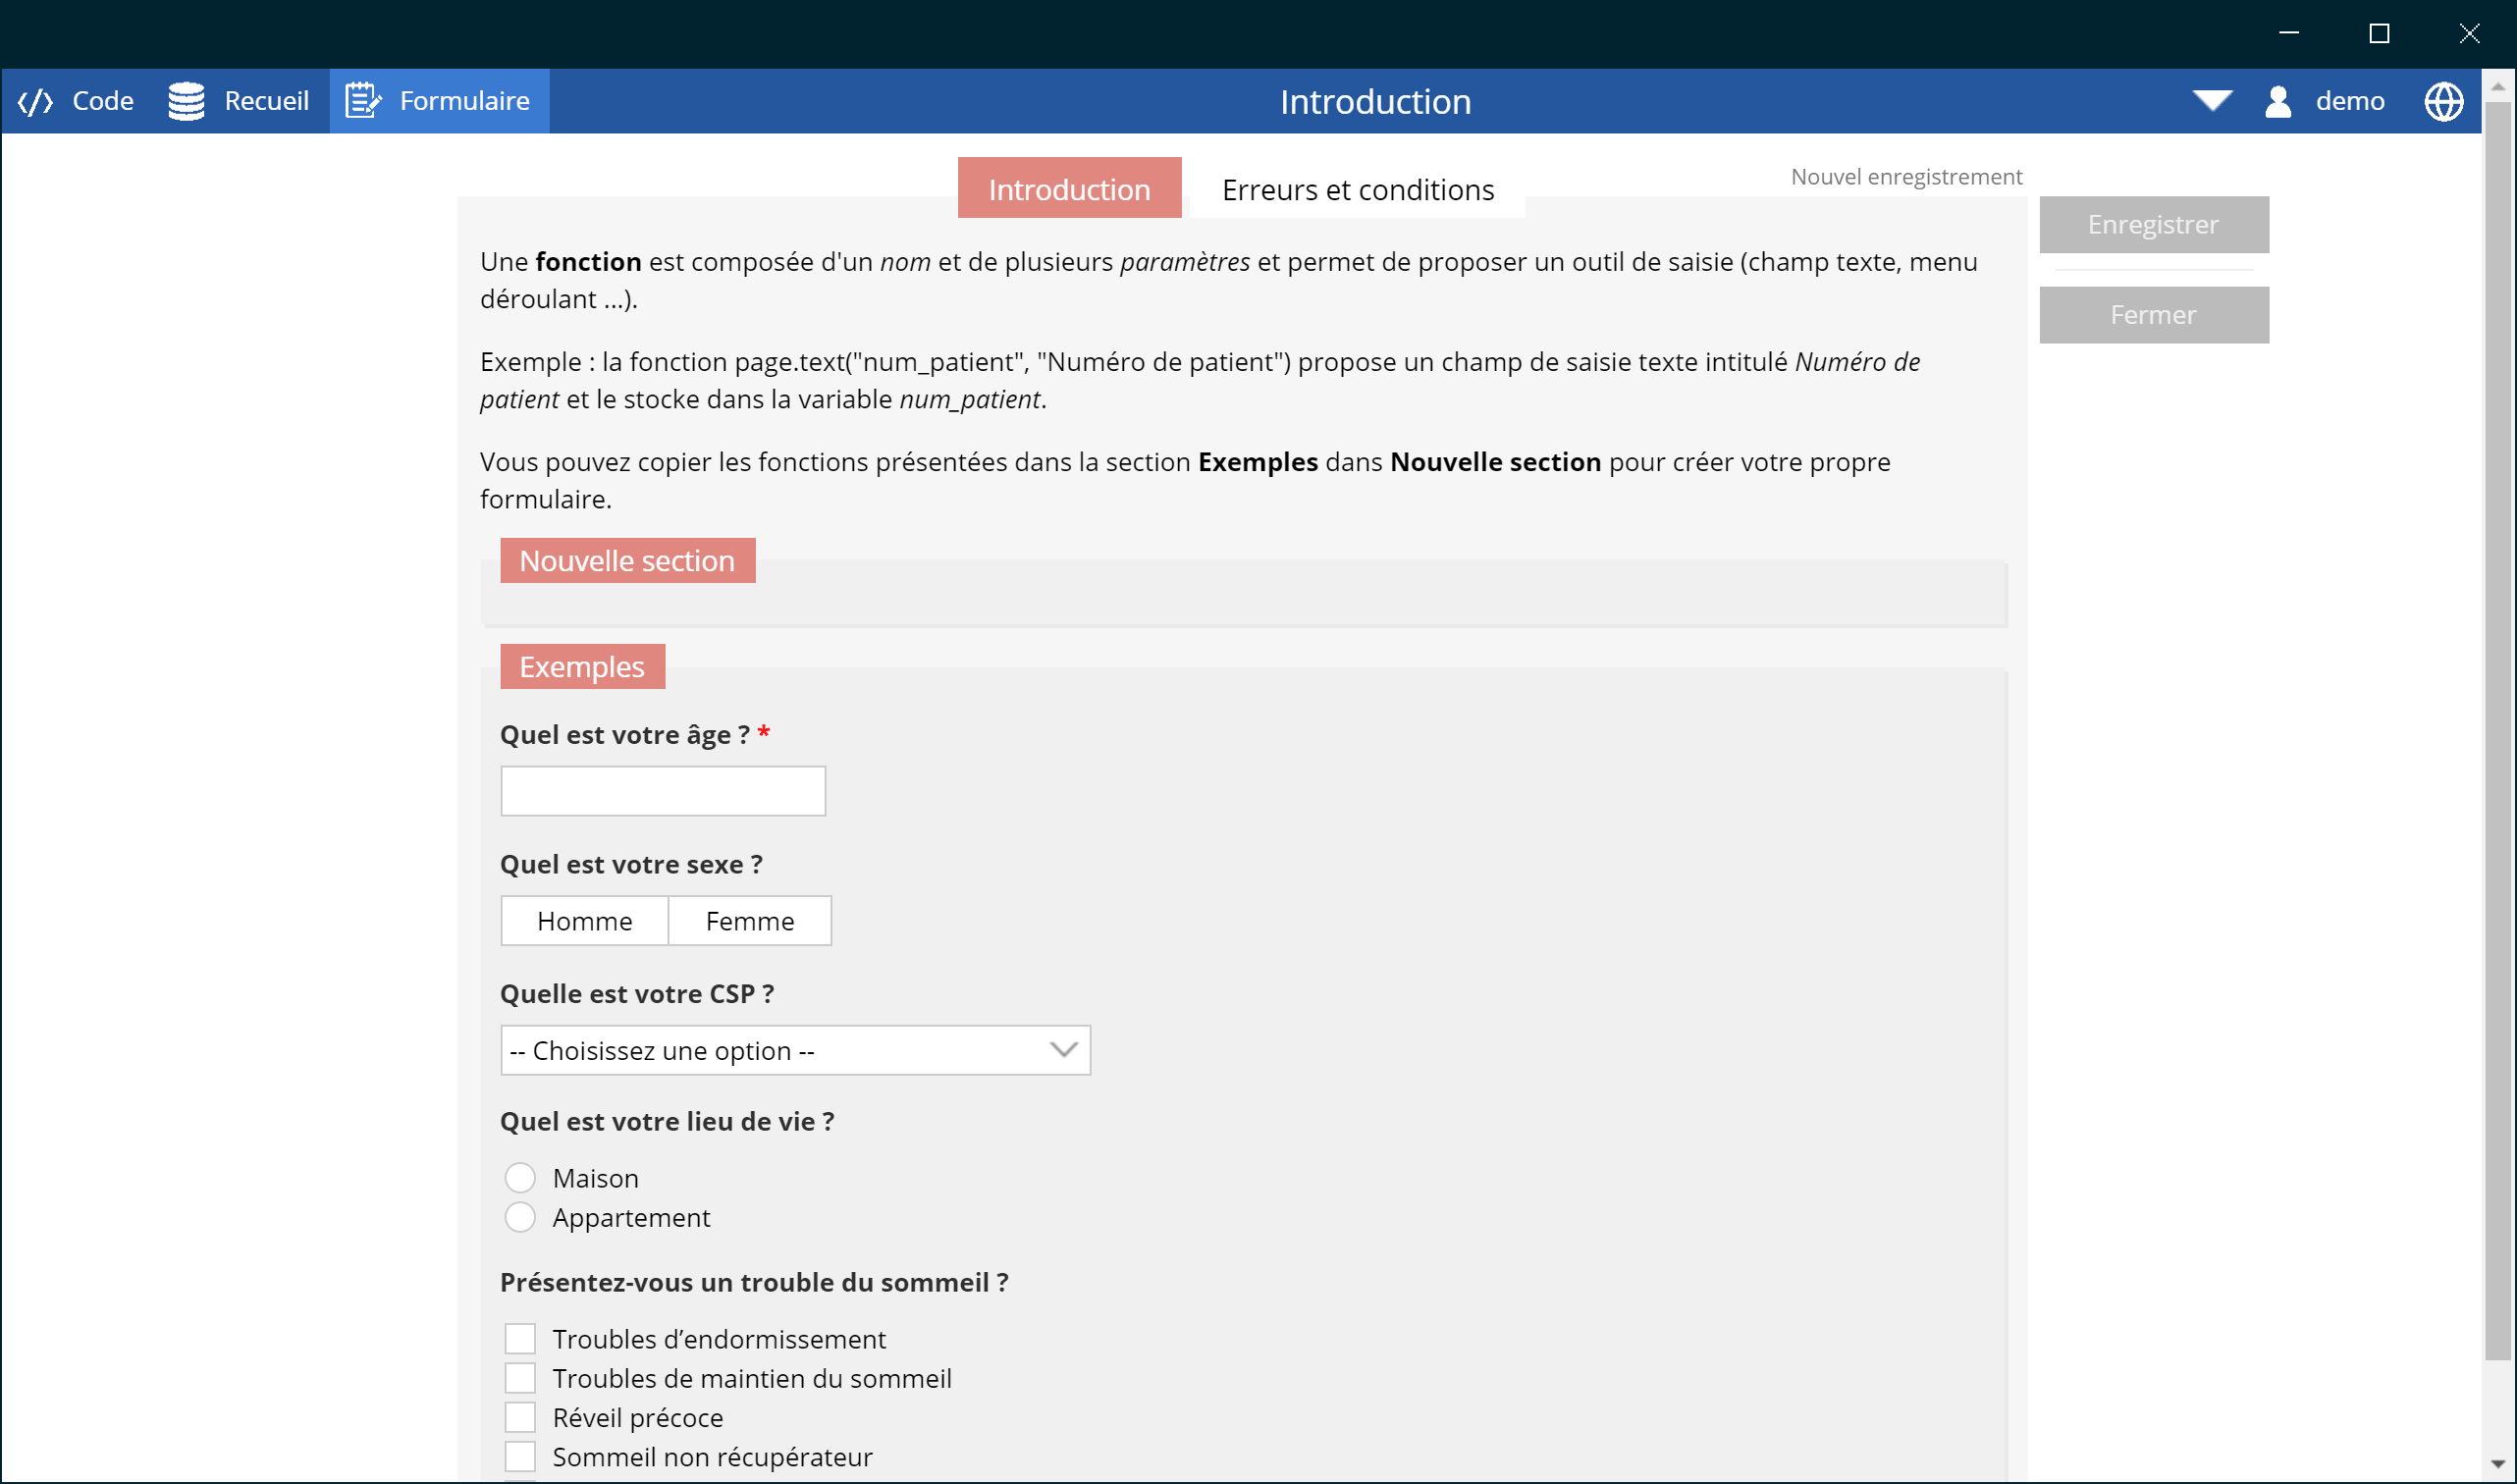 Code Recueil Formulaire Introduction demo
Introduction Erreurs et conditions Nouvel enregistrement
Enregistrer
Fermer
Une fonction est composée d'un nom et de plusieurs paramètres et permet de proposer un outil de saisie (champ texte, menu
déroulant ...).
Exemple : la fonction page.text("num_patient", "Numéro de patient") propose un champ de saisie texte intitulé Numéro de
patient et le stocke dans la variable num_patient.
Vous pouvez copier les fonctions présentées dans la section Exemples dans Nouvelle section pour créer votre propre
formulaire.
Nouvelle section
Exemples
Quel est votre âge ? *
Quel est votre sexe ?
Homme Femme
Quelle est votre CSP ?
-- Choisissez une option --
Quel est votre lieu de vie ?
Maison
Appartement
Présentez-vous un trouble du sommeil ?
Troubles d’endormissement
Troubles de maintien du sommeil
Réveil précoce
Sommeil non récupérateur